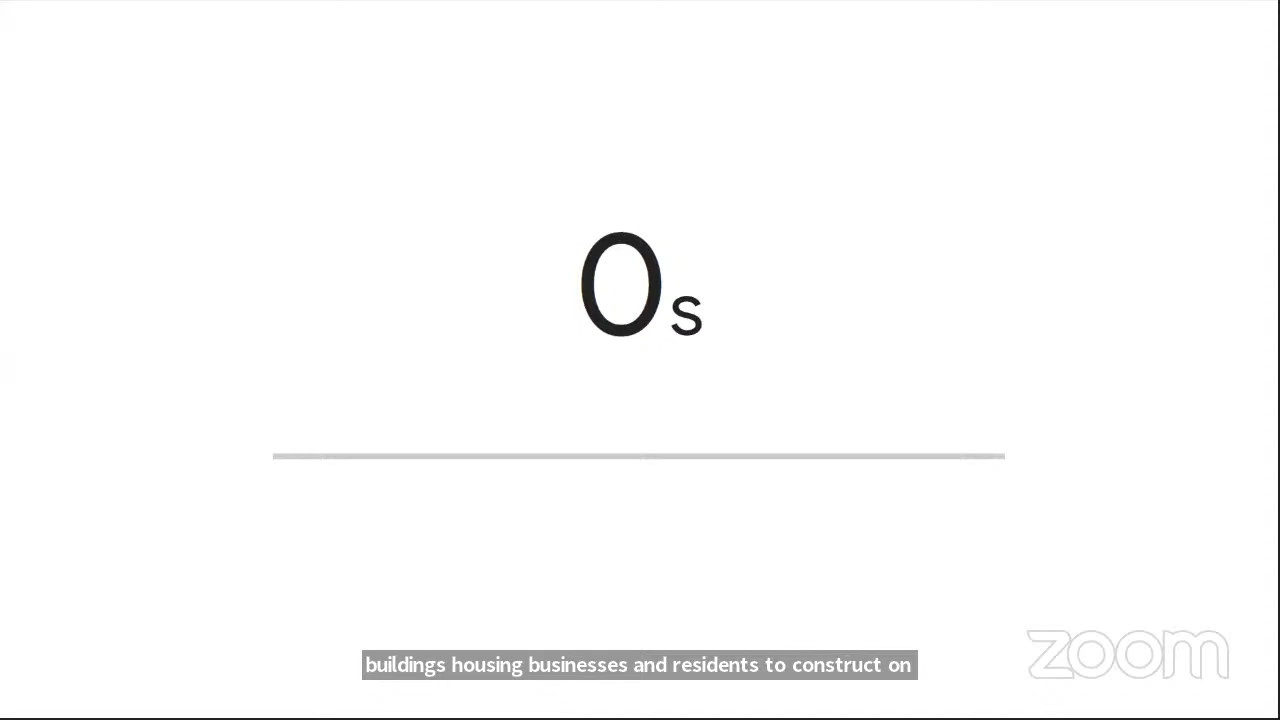 0s
buildings housing businesses and residents to construct on
zoom